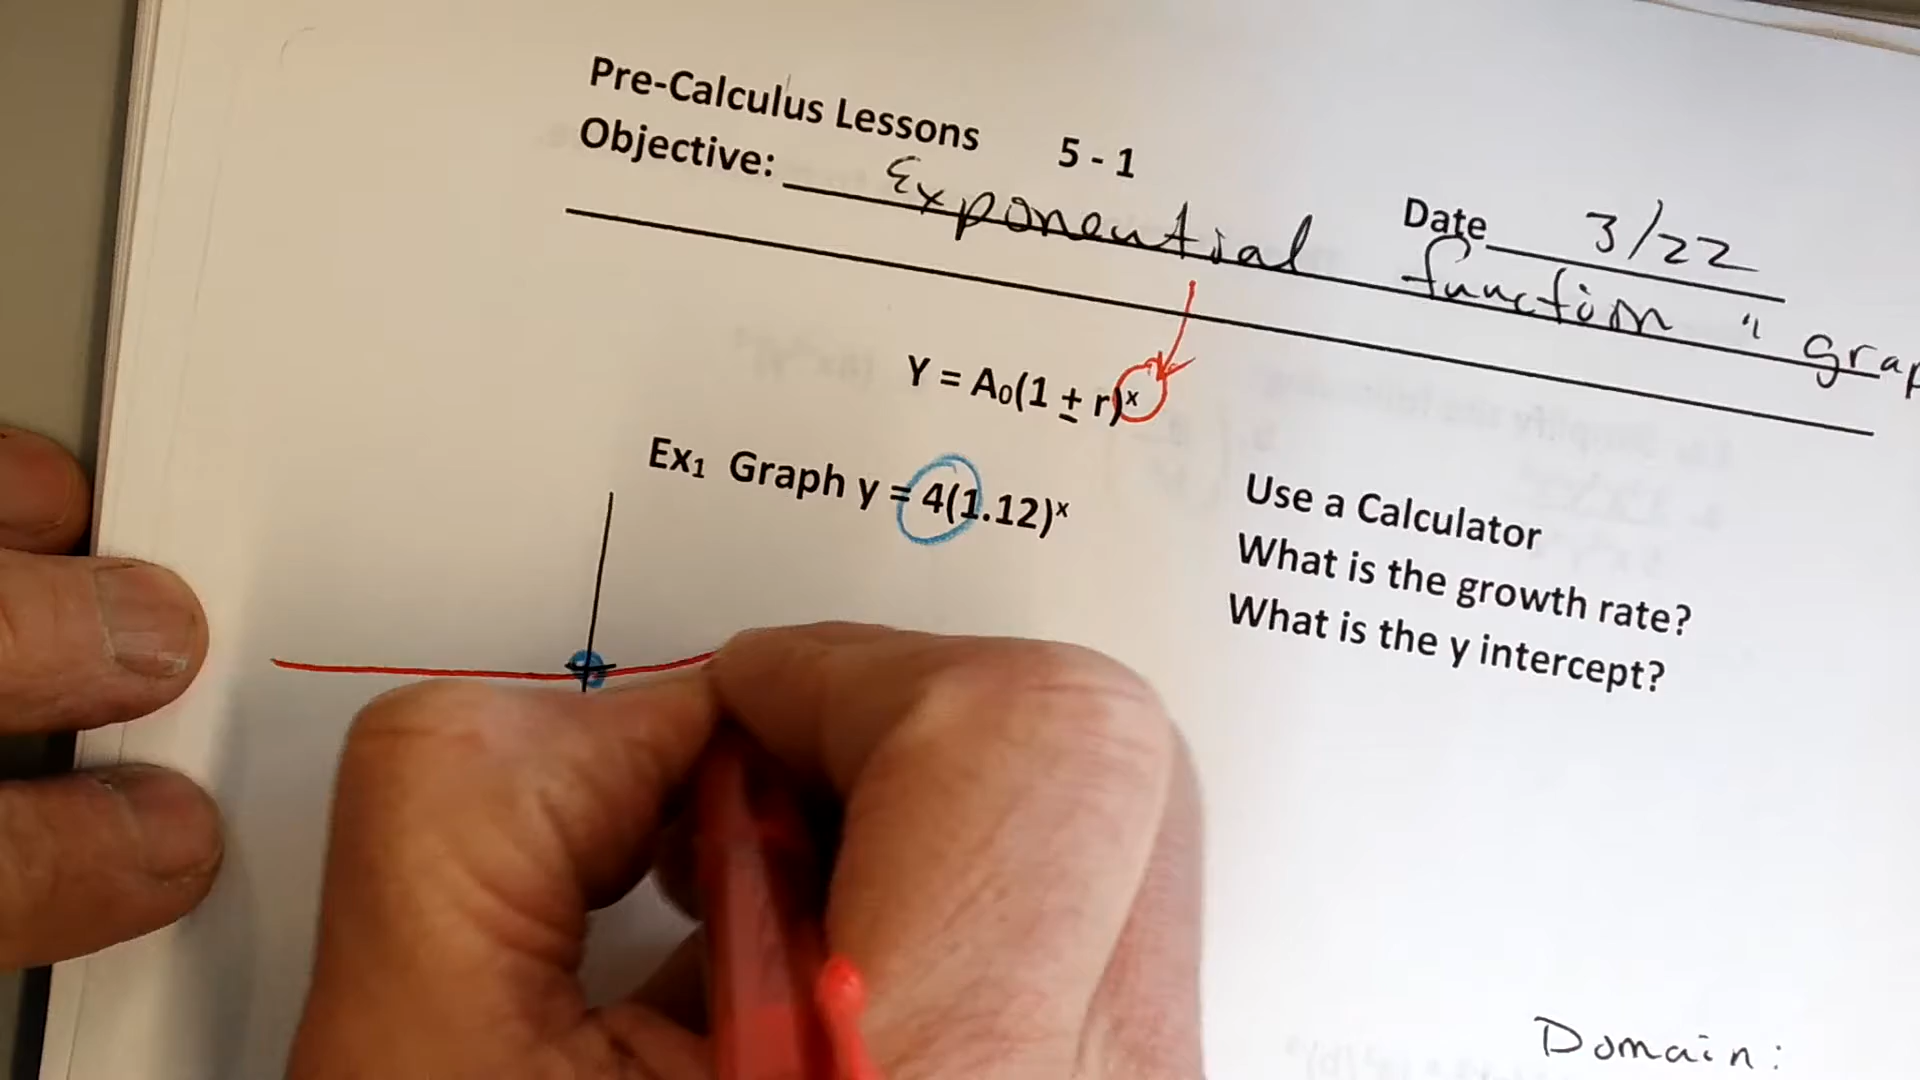 Pre-Calculus Lessons 5 - 1
Objective: Exponential function
Date 3/22
Y = A₀(1 ± r)ˣ
Ex₁ Graph y = 4(1.12)ˣ
Use a Calculator
What is the growth rate?
What is the y intercept?
Domain: